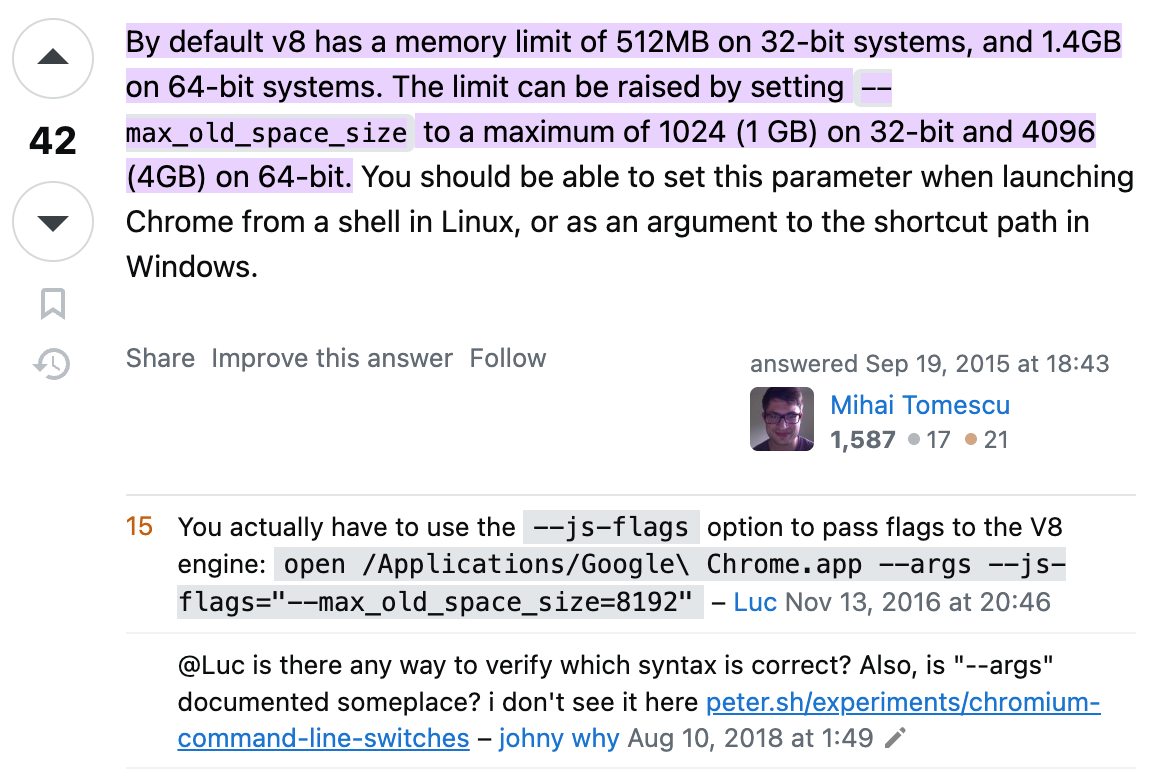 By default v8 has a memory limit of 512MB on 32-bit systems, and 1.4GB
on 64-bit systems. The limit can be raised by setting --
max_old_space_size to a maximum of 1024 (1 GB) on 32-bit and 4096
42
(4GB) on 64-bit. You should be able to set this parameter when launching
Chrome from a shell in Linux, or as an argument to the shortcut path in
Windows.
Share Improve this answer Follow
answered Sep 19, 2015 at 18:43
Mihai Tomescu
1,587 17 21
15 You actually have to use the --js-flags option to pass flags to the V8
engine: open /Applications/Google\ Chrome.app --args --js-
flags="--max_old_space_size=8192" – Luc Nov 13, 2016 at 20:46
@Luc is there any way to verify which syntax is correct? Also, is "--args"
documented someplace? i don't see it here peter.sh/experiments/chromium-
command-line-switches – johny why Aug 10, 2018 at 1:49